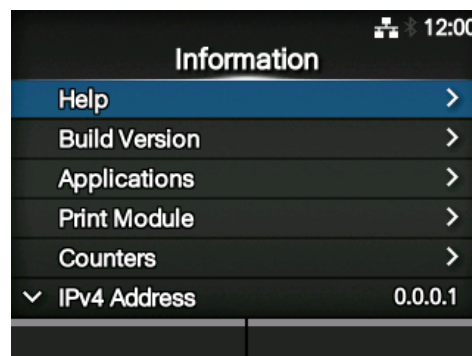 12:00
Information
Help
Build Version
Applications
Print Module
Counters
IPv4 Address 0.0.0.1